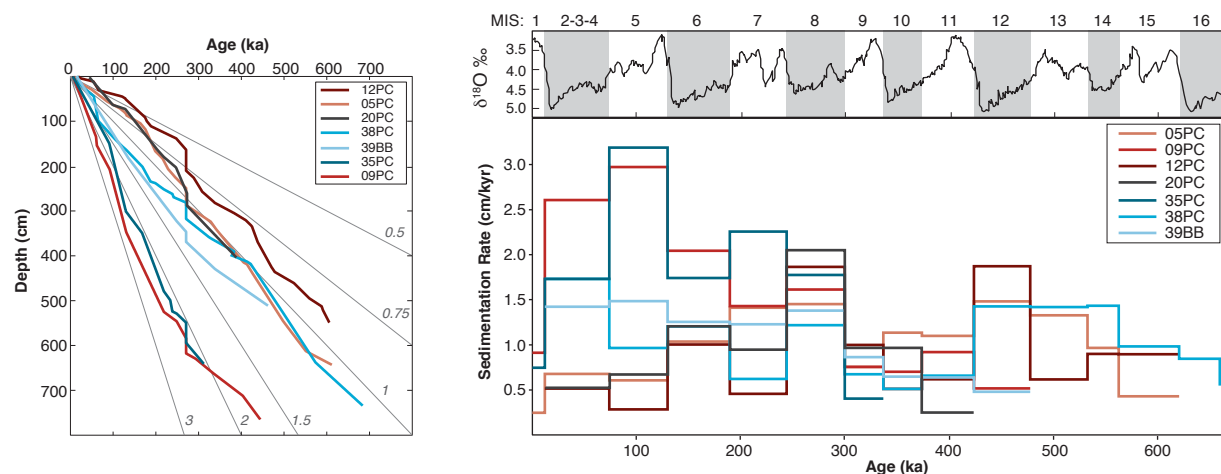 Age (ka)
0 100 200 300 400 500 600 700
100
200
300
400
500
600
700
Depth (cm)
12PC
05PC
20PC
38PC
39BB
35PC
09PC
0.5
0.75
1
1.5
2
3
MIS: 1 2-3-4 5 6 7 8 9 10 11 12 13 14 15 16
δ18O ‰
3.5
4.0
4.5
5.0
Sedimentation Rate (cm/kyr)
3.0
2.5
2.0
1.5
1.0
0.5
05PC
09PC
12PC
20PC
35PC
38PC
39BB
100 200 300 400 500 600
Age (ka)